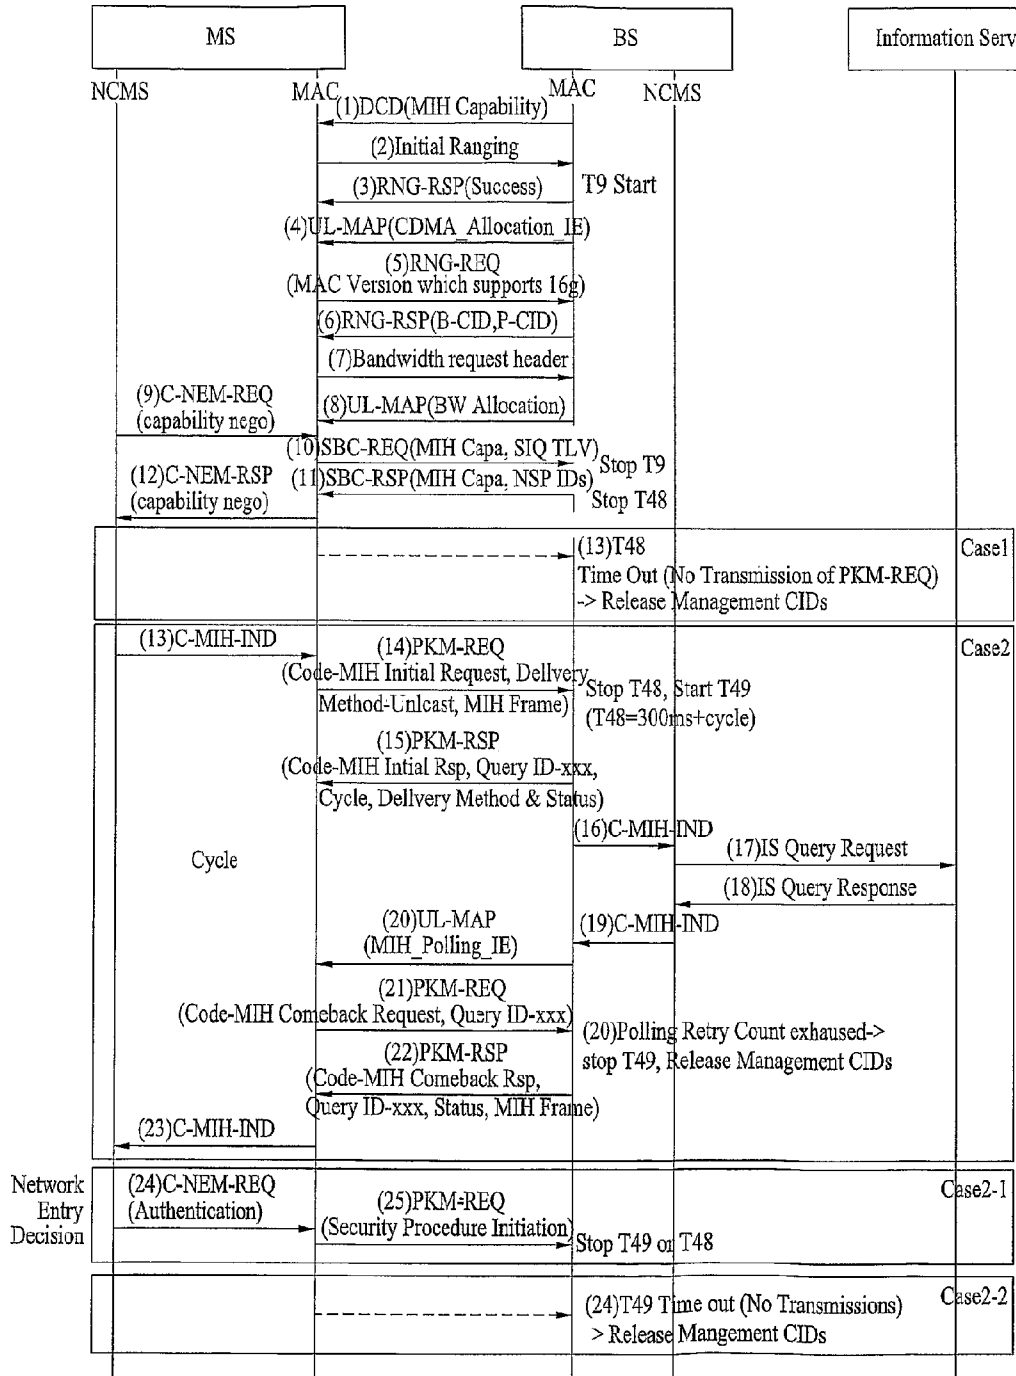 MS
BS
Information Serv
NCMS
MAC
MAC
NCMS
(1)DCD(MIH Capability)
(2)Initial Ranging
(3)RNG-RSP(Success)
T9 Start
(4)UL-MAP(CDMA_Allocation_IE)
(5)RNG-REQ
(MAC Version which supports 16g)
(6)RNG-RSP(B-CID,P-CID)
(7)Bandwidth request header
(9)C-NEM-REQ
(capability nego)
(8)UL-MAP(BW Allocation)
(10)SBC-REQ(MIH Capa, SIQ TLV)
Stop T9
(12)C-NEM-RSP
(capability nego)
(11)SBC-RSP(MIH Capa, NSP IDs)
Stop T48
Case1
(13)T48
Time Out (No Transmission of PKM-REQ)
-> Release Management CIDs
Case2
(13)C-MIH-IND
(14)PKM-REQ
(Code-MIH Initial Request, Dellvery
Method-Unlcast, MIH Frame)
Stop T48, Start T49
(T48=300ms+cycle)
(15)PKM-RSP
(Code-MIH Intial Rsp, Query ID-xxx,
Cycle, Dellvery Method & Status)
(16)C-MIH-IND
(17)IS Query Request
Cycle
(18)IS Query Response
(19)C-MIH-IND
(20)UL-MAP
(MIH_Polling_IE)
(21)PKM-REQ
(Code-MIH Comeback Request, Query ID-xxx)
(20)Polling Retry Count exhaused->
stop T49, Release Management CIDs
(22)PKM-RSP
(Code-MIH Comeback Rsp,
Query ID-xxx, Status, MIH Frame)
(23)C-MIH-IND
Network
Entry
Decision
Case2-1
(24)C-NEM-REQ
(Authentication)
(25)PKM-REQ
(Security Procedure Initiation)
Stop T49 or T48
Case2-2
(24)T49 Time out (No Transmissions)
> Release Mangement CIDs